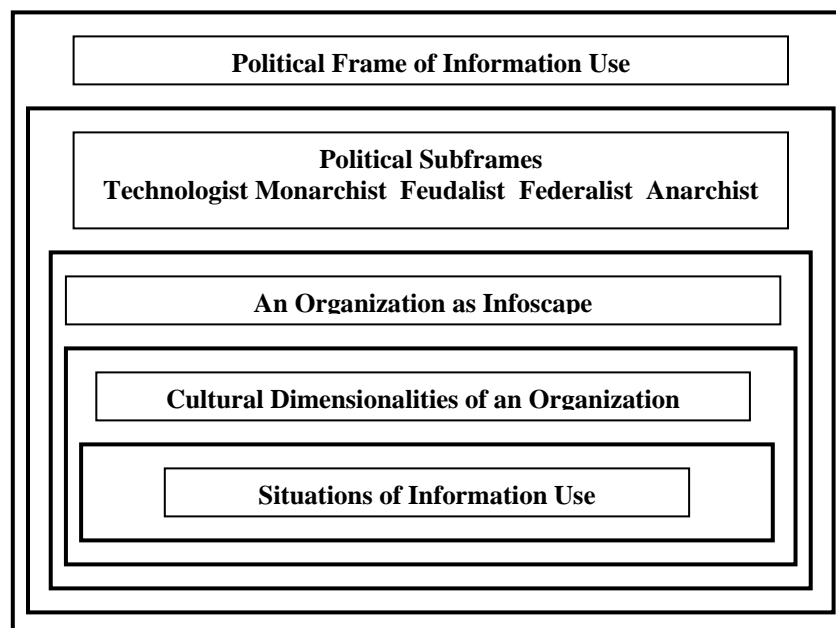 Political Frame of Information Use
Political Subframes
Technologist Monarchist Feudalist Federalist Anarchist
An Organization as Infoscape
Cultural Dimensionalities of an Organization
Situations of Information Use